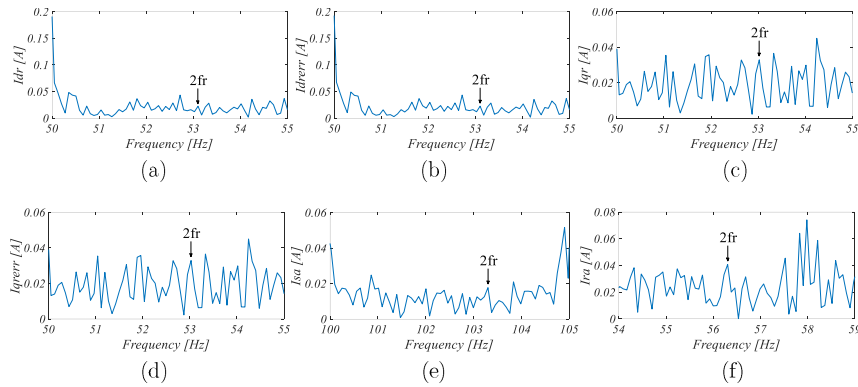 Idr [A]
0.2
0.15
0.1
0.05
0
2fr
50 51 52 53 54 55
Frequency [Hz]
(a)
Idrerr [A]
0.2
0.15
0.1
0.05
0
2fr
50 51 52 53 54 55
Frequency [Hz]
(b)
Iqr [A]
0.06
0.04
0.02
0
2fr
50 51 52 53 54 55
Frequency [Hz]
(c)
Iqrerr [A]
0.06
0.04
0.02
0
2fr
50 51 52 53 54 55
Frequency [Hz]
(d)
Isa [A]
0.06
0.04
0.02
0
2fr
100 101 102 103 104 105
Frequency [Hz]
(e)
Ira [A]
0.08
0.06
0.04
0.02
0
2fr
54 55 56 57 58 59
Frequency [Hz]
(f)